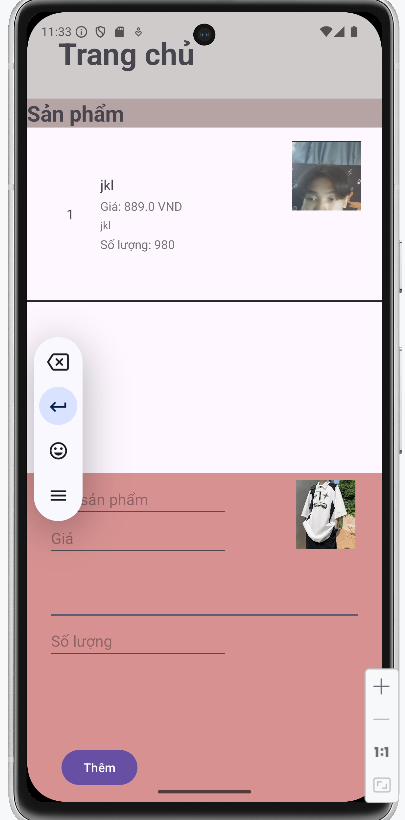 11:33
Trang chủ
Sản phẩm
jkl
Giá: 889.0 VND
1
jkl
Số lượng: 980
sản phẩm
Giá
Số lượng
1:1
Thêm